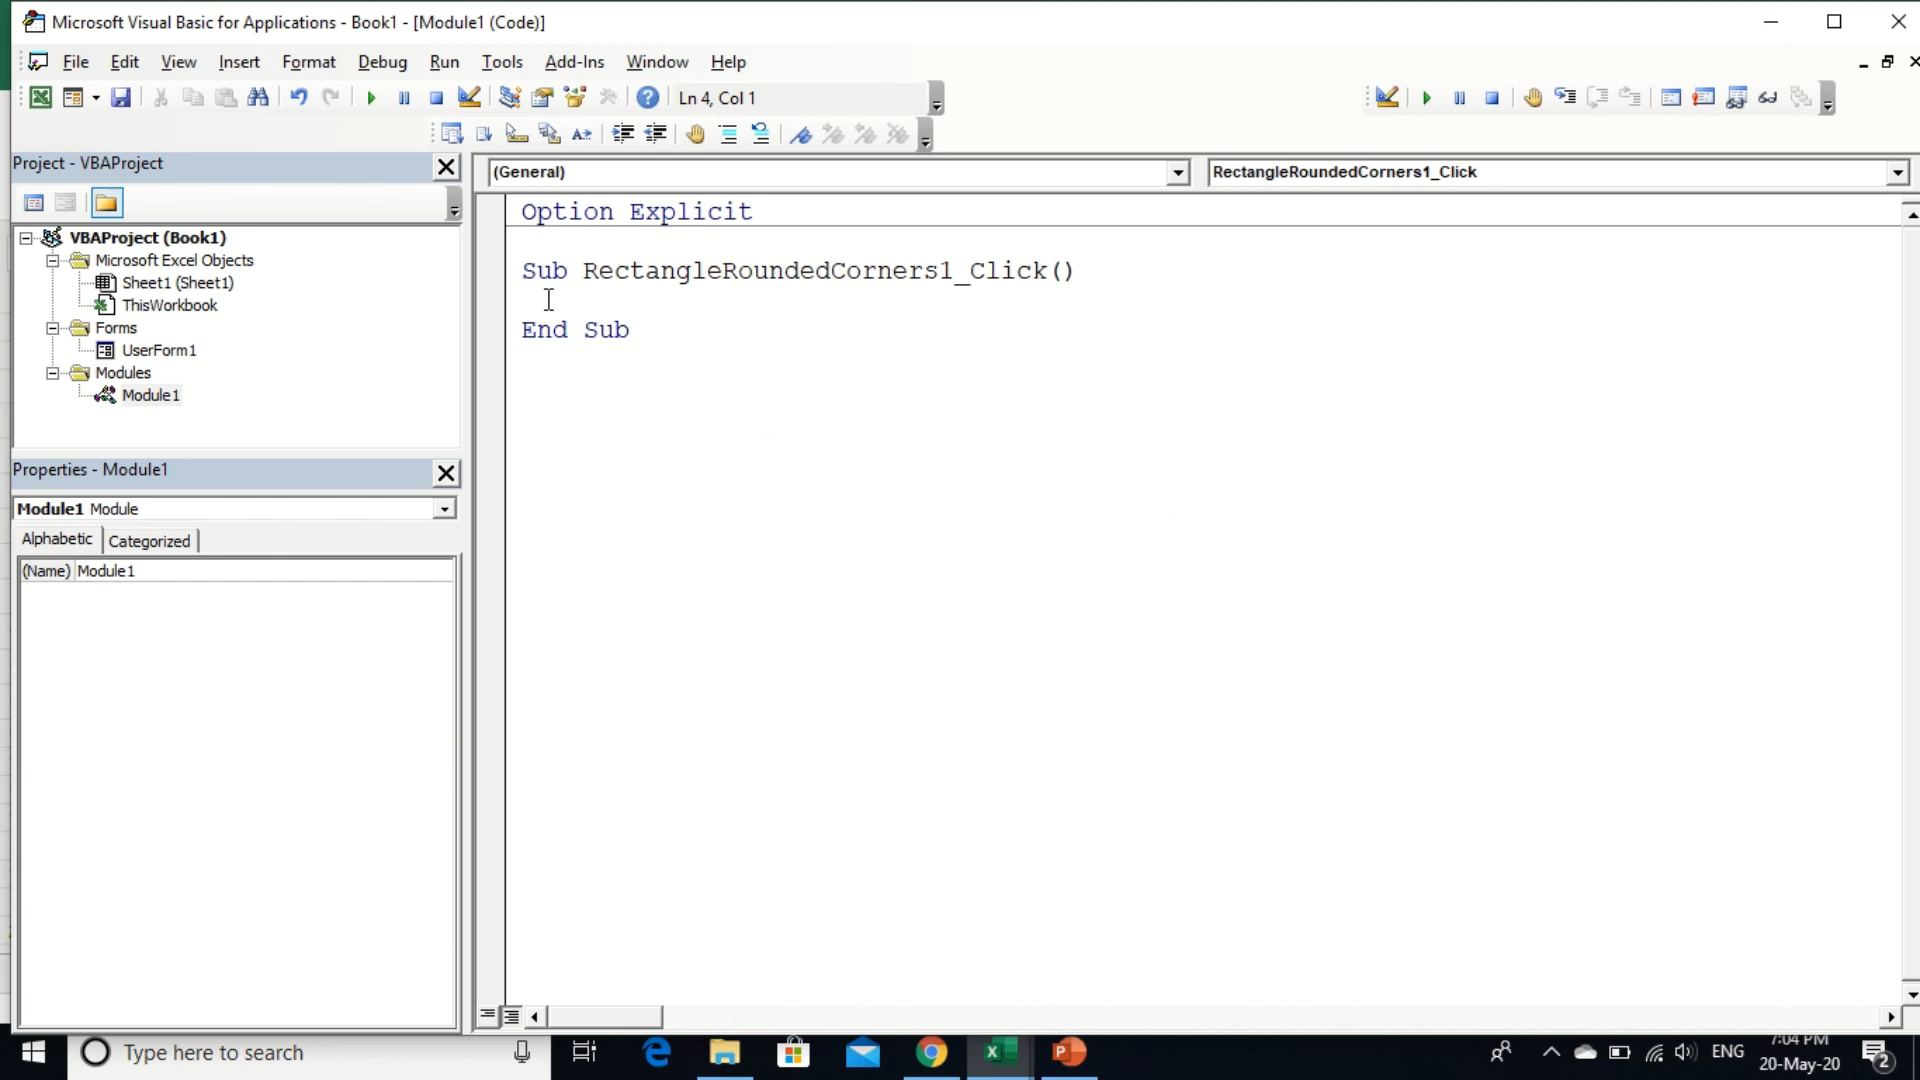 Microsoft Visual Basic for Applications - Book1 - [Module1 (Code)]
File Edit View Insert Format Debug Run Tools Add-Ins Window Help
Ln 4, Col 1
Project - VBAProject
(General)
RectangleRoundedCorners1_Click
Option Explicit
VBAProject (Book1)
Microsoft Excel Objects
Sheet1 (Sheet1)
ThisWorkbook
Forms
UserForm1
Modules
Module1
Sub RectangleRoundedCorners1_Click()
End Sub
Properties - Module1
Module1 Module
Alphabetic Categorized
(Name) Module1
Type here to search
ENG
7:04 PM
20-May-20
2